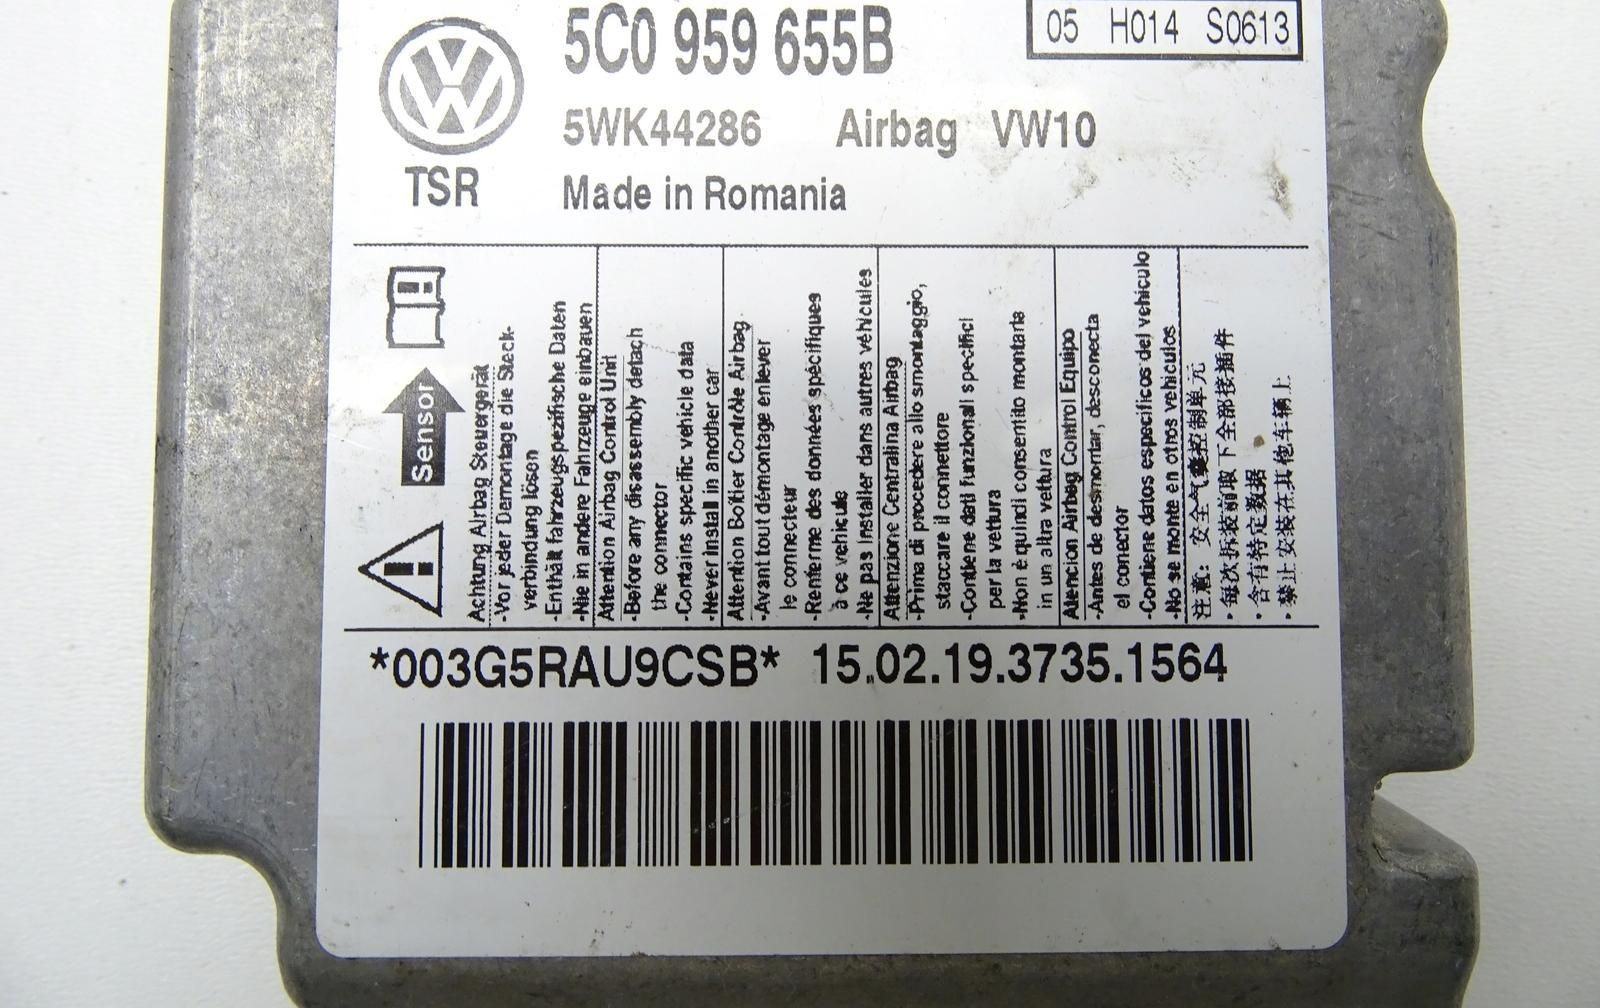 5C0 959 655B
05 H014 S0613
5WK44286 Airbag VW10
TSR
Made in Romania
Sensor
Achtung Airbag Steuergerät
-Vor jeder Demontage die Steck-
verbindung lösen
-Enthält fahrzeugspezifische Daten
-Nie in andere Fahrzeuge einbauen
Attention Airbag Control Unit
-Before any disassembly detach
the connector
-Contains specific vehicle data
-Never install in another car
Attention Boîtier Contrôle Airbag
-Avant tout démontage enlever
le connecteur
-Renferme des données spécifiques
à ce véhicule
-Ne pas installer dans autres véhicules
Attenzione Centralina Airbag
-Prima di procedere allo smontaggio,
staccare il connettore
-Contiene dati funzionali specifici
per la vettura
-Non è quindi consentito montarla
in un altra vettura
Atencion Airbag Control Equipo
-Antes de desmontar, desconecta
el conector
-Contiene datos especificos del vehiculo
-No se monte en otros vehiculos
注意: 安全气囊控制单元
·每次拆装前取下全部接插件
·含有特定数据
·禁止安装在其他车辆上
*003G5RAU9CSB* 15.02.19.3735.1564